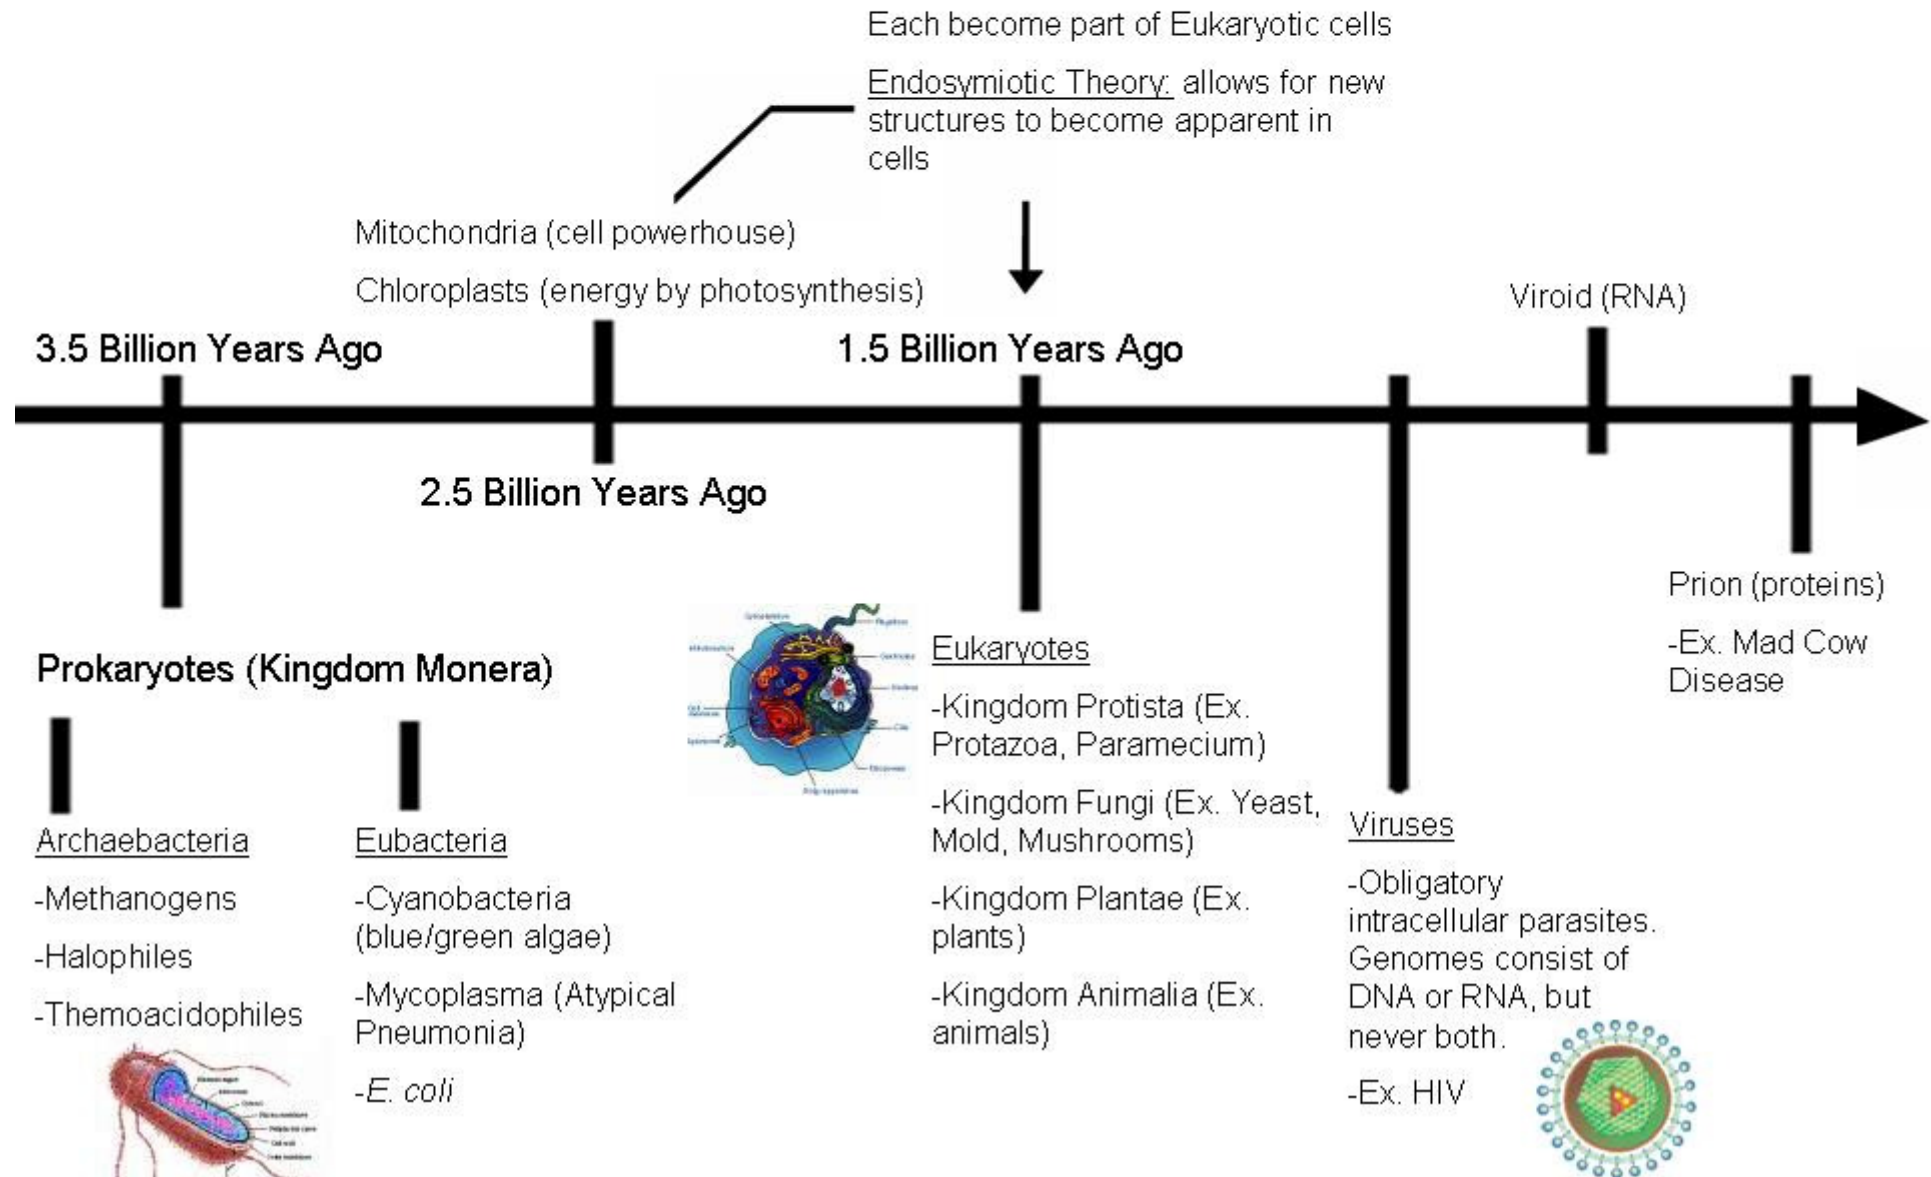 Each become part of Eukaryotic cells
Endosymiotic Theory: allows for new
structures to become apparent in
cells
Mitochondria (cell powerhouse)
Chloroplasts (energy by photosynthesis)
Viroid (RNA)
3.5 Billion Years Ago
1.5 Billion Years Ago
2.5 Billion Years Ago
Prion (proteins)
-Ex. Mad Cow
Disease
Prokaryotes (Kingdom Monera)
Archaebacteria
-Methanogens
-Halophiles
-Themoacidophiles
Eubacteria
-Cyanobacteria
(blue/green algae)
-Mycoplasma (Atypical
Pneumonia)
-E. coli
Eukaryotes
-Kingdom Protista (Ex.
Protazoa, Paramecium)
-Kingdom Fungi (Ex. Yeast,
Mold, Mushrooms)
-Kingdom Plantae (Ex.
plants)
-Kingdom Animalia (Ex.
animals)
Viruses
-Obligatory
intracellular parasites.
Genomes consist of
DNA or RNA, but
never both.
-Ex. HIV